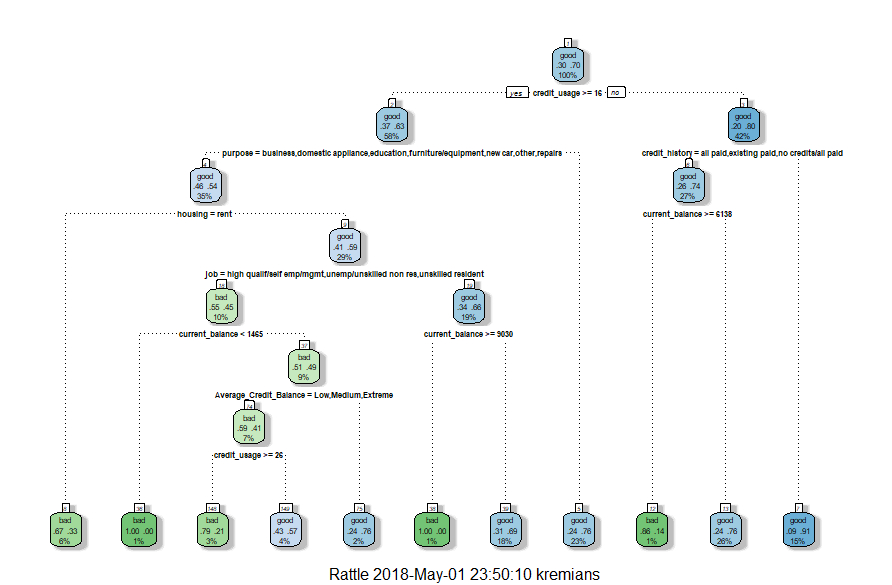 1
good
.30 .70
100%
yes credit_usage >= 16 no
2
good
.37 .63
58%
3
good
.20 .80
42%
purpose = business,domestic appliance,education,furniture/equipment,new car,other,repairs
credit_history = all paid,existing paid,no credits/all paid
4
good
.46 .54
35%
6
good
.26 .74
27%
housing = rent
current_balance >= 6138
9
good
.41 .59
29%
job = high qualif/self emp/mgmt,unemp/unskilled non res,unskilled resident
18
bad
.55 .45
10%
19
good
.34 .66
19%
current_balance < 1465
current_balance >= 9030
37
bad
.51 .49
9%
Average_Credit_Balance = Low,Medium,Extreme
74
bad
.59 .41
7%
credit_usage >= 26
8
bad
.67 .33
6%
36
bad
1.00 .00
1%
148
bad
.79 .21
3%
149
good
.43 .57
4%
75
good
.24 .76
2%
38
bad
1.00 .00
1%
39
good
.31 .69
18%
5
good
.24 .76
23%
12
bad
.86 .14
1%
13
good
.24 .76
26%
7
good
.09 .91
15%
Rattle 2018-May-01 23:50:10 kremians